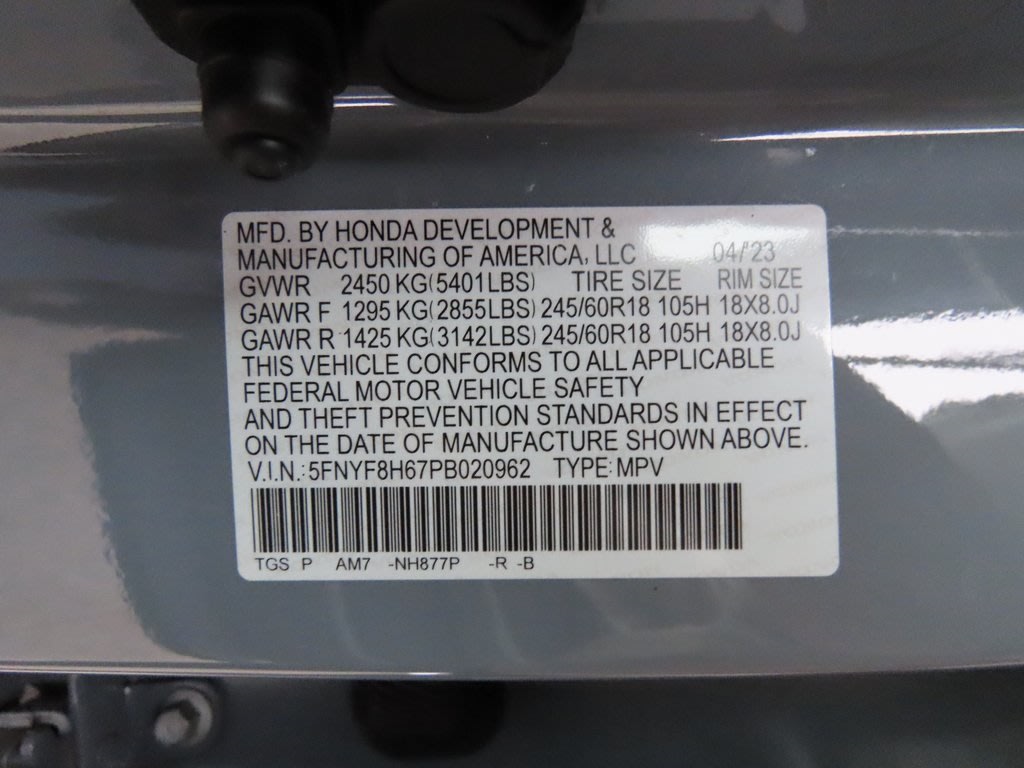 MFD. BY HONDA DEVELOPMENT &
MANUFACTURING OF AMERICA, LLC 04/'23
GVWR 2450 KG(5401LBS) TIRE SIZE RIM SIZE
GAWR F 1295 KG(2855LBS) 245/60R18 105H 18X8.0J
GAWR R 1425 KG(3142LBS) 245/60R18 105H 18X8.0J
THIS VEHICLE CONFORMS TO ALL APPLICABLE
FEDERAL MOTOR VEHICLE SAFETY
AND THEFT PREVENTION STANDARDS IN EFFECT
ON THE DATE OF MANUFACTURE SHOWN ABOVE.
V.I.N.:5FNYF8H67PB020962 TYPE:MPV
TGS P AM7 -NH877P -R -B